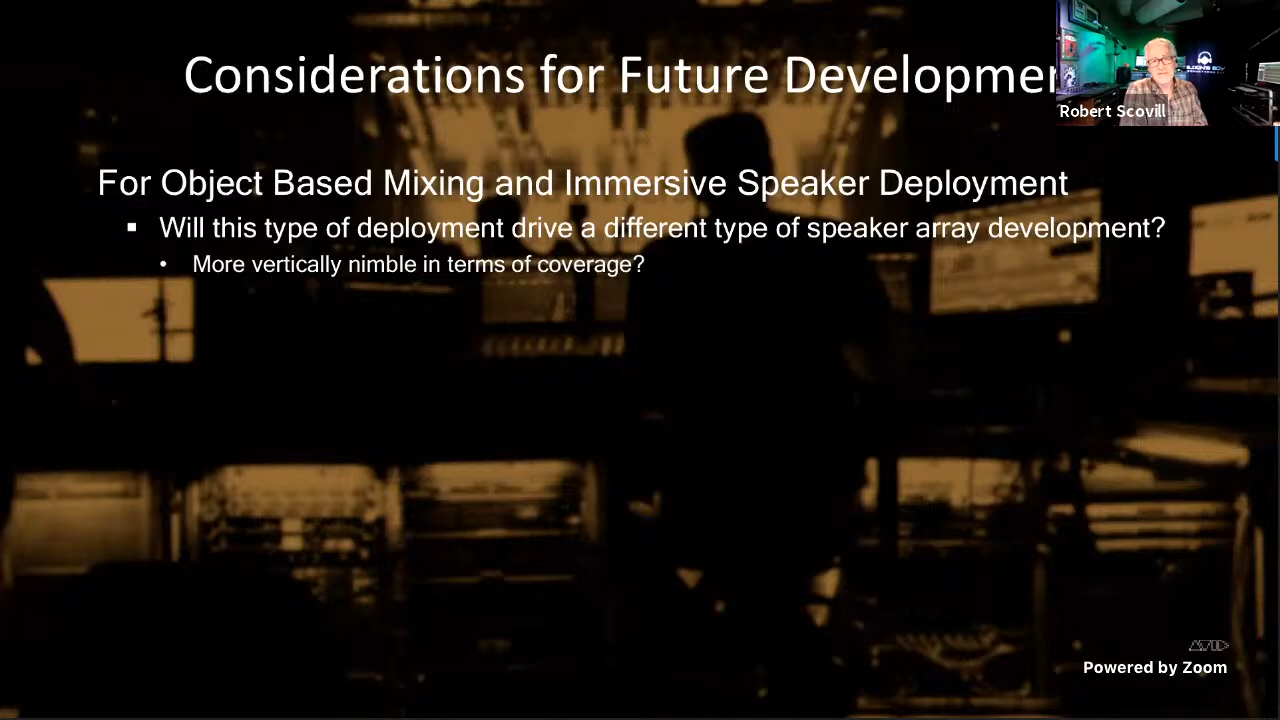 Considerations for Future Developmen
Robert Scovill
For Object Based Mixing and Immersive Speaker Deployment
▪ Will this type of deployment drive a different type of speaker array development?
• More vertically nimble in terms of coverage?
AVID
Powered by Zoom